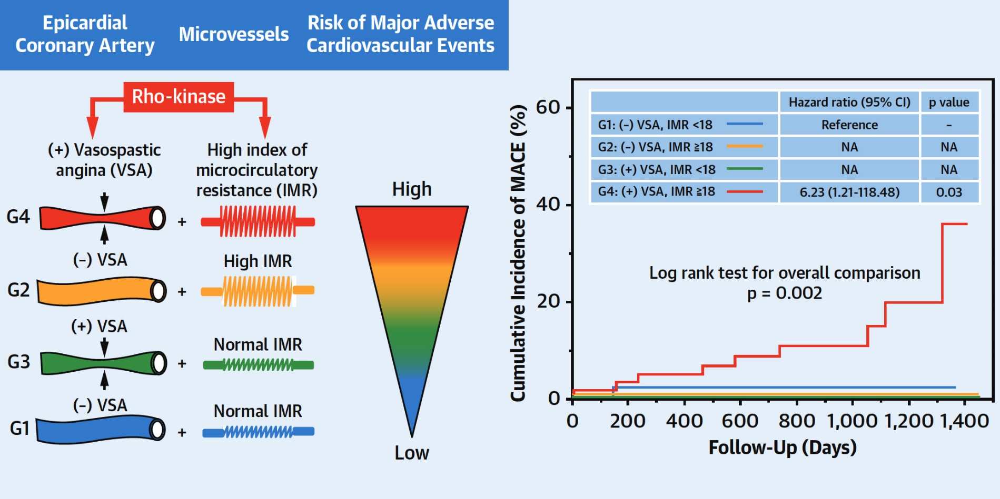 Epicardial
Coronary Artery
Microvessels
Risk of Major Adverse
Cardiovascular Events
Rho-kinase
(+) Vasospastic
angina (VSA)
High index of
microcirculatory
resistance (IMR)
G4
+
(–) VSA
High IMR
G2
+
(+) VSA
Normal IMR
G3
+
(–) VSA
Normal IMR
G1
+
High
Low
Cumulative Incidence of MACE (%)
60
40
20
0
Hazard ratio (95% CI) p value
G1: (–) VSA, IMR <18 Reference –
G2: (–) VSA, IMR ≧18 NA NA
G3: (+) VSA, IMR <18 NA NA
G4: (+) VSA, IMR ≧18 6.23 (1.21-118.48) 0.03
Log rank test for overall comparison
p = 0.002
0 200 400 600 800 1,000 1,200 1,400
Follow-Up (Days)